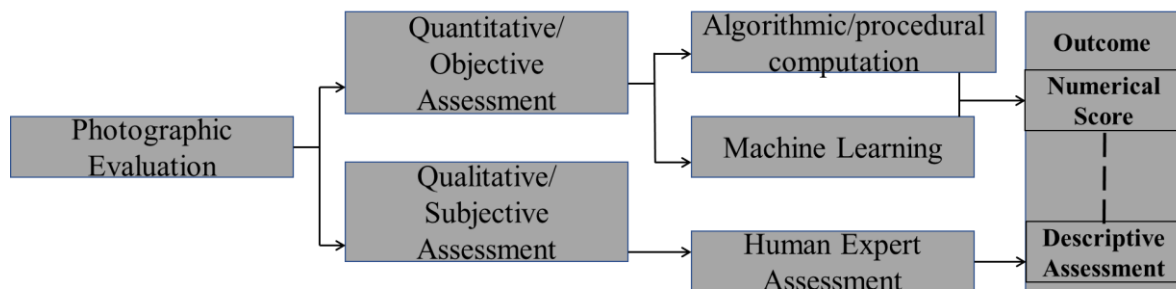 Photographic
Evaluation
Quantitative/
Objective
Assessment
Qualitative/
Subjective
Assessment
Algorithmic/procedural
computation
Machine Learning
Human Expert
Assessment
Outcome
Numerical
Score
Descriptive
Assessment